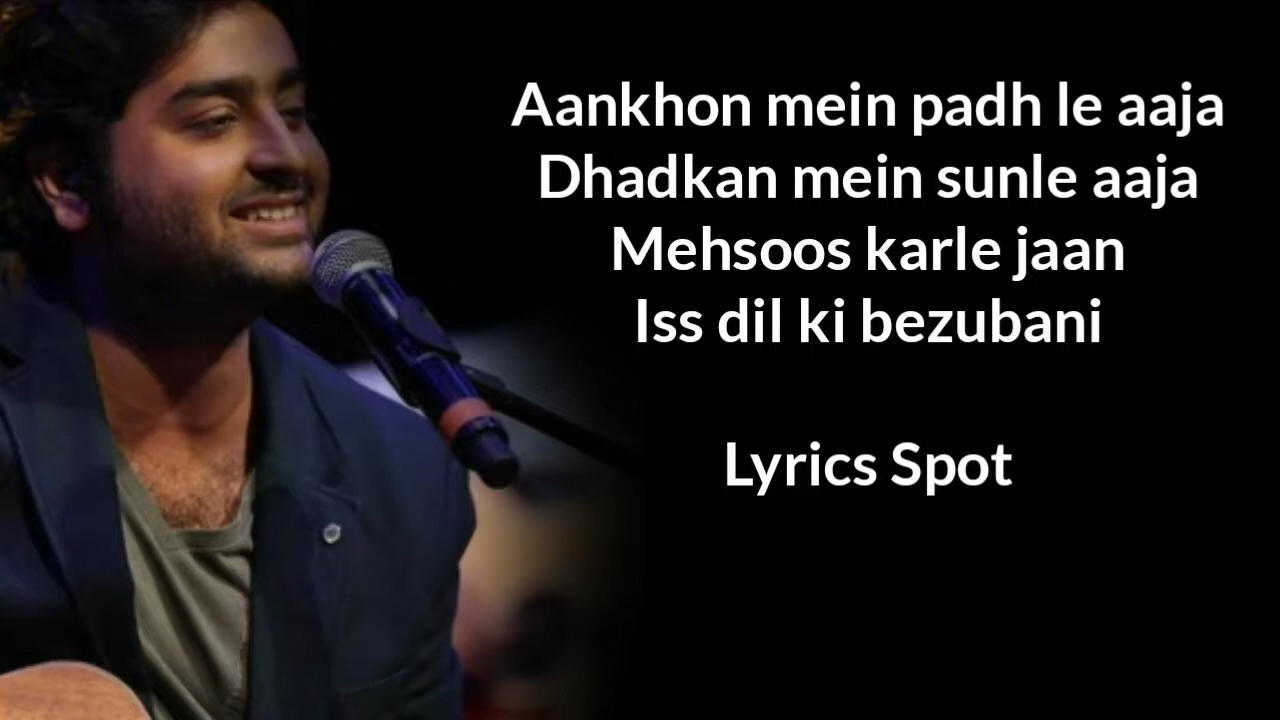 Aankhon mein padh le aaja
Dhadkan mein sunle aaja
Mehsoos karle jaan
Iss dil ki bezubani
Lyrics Spot